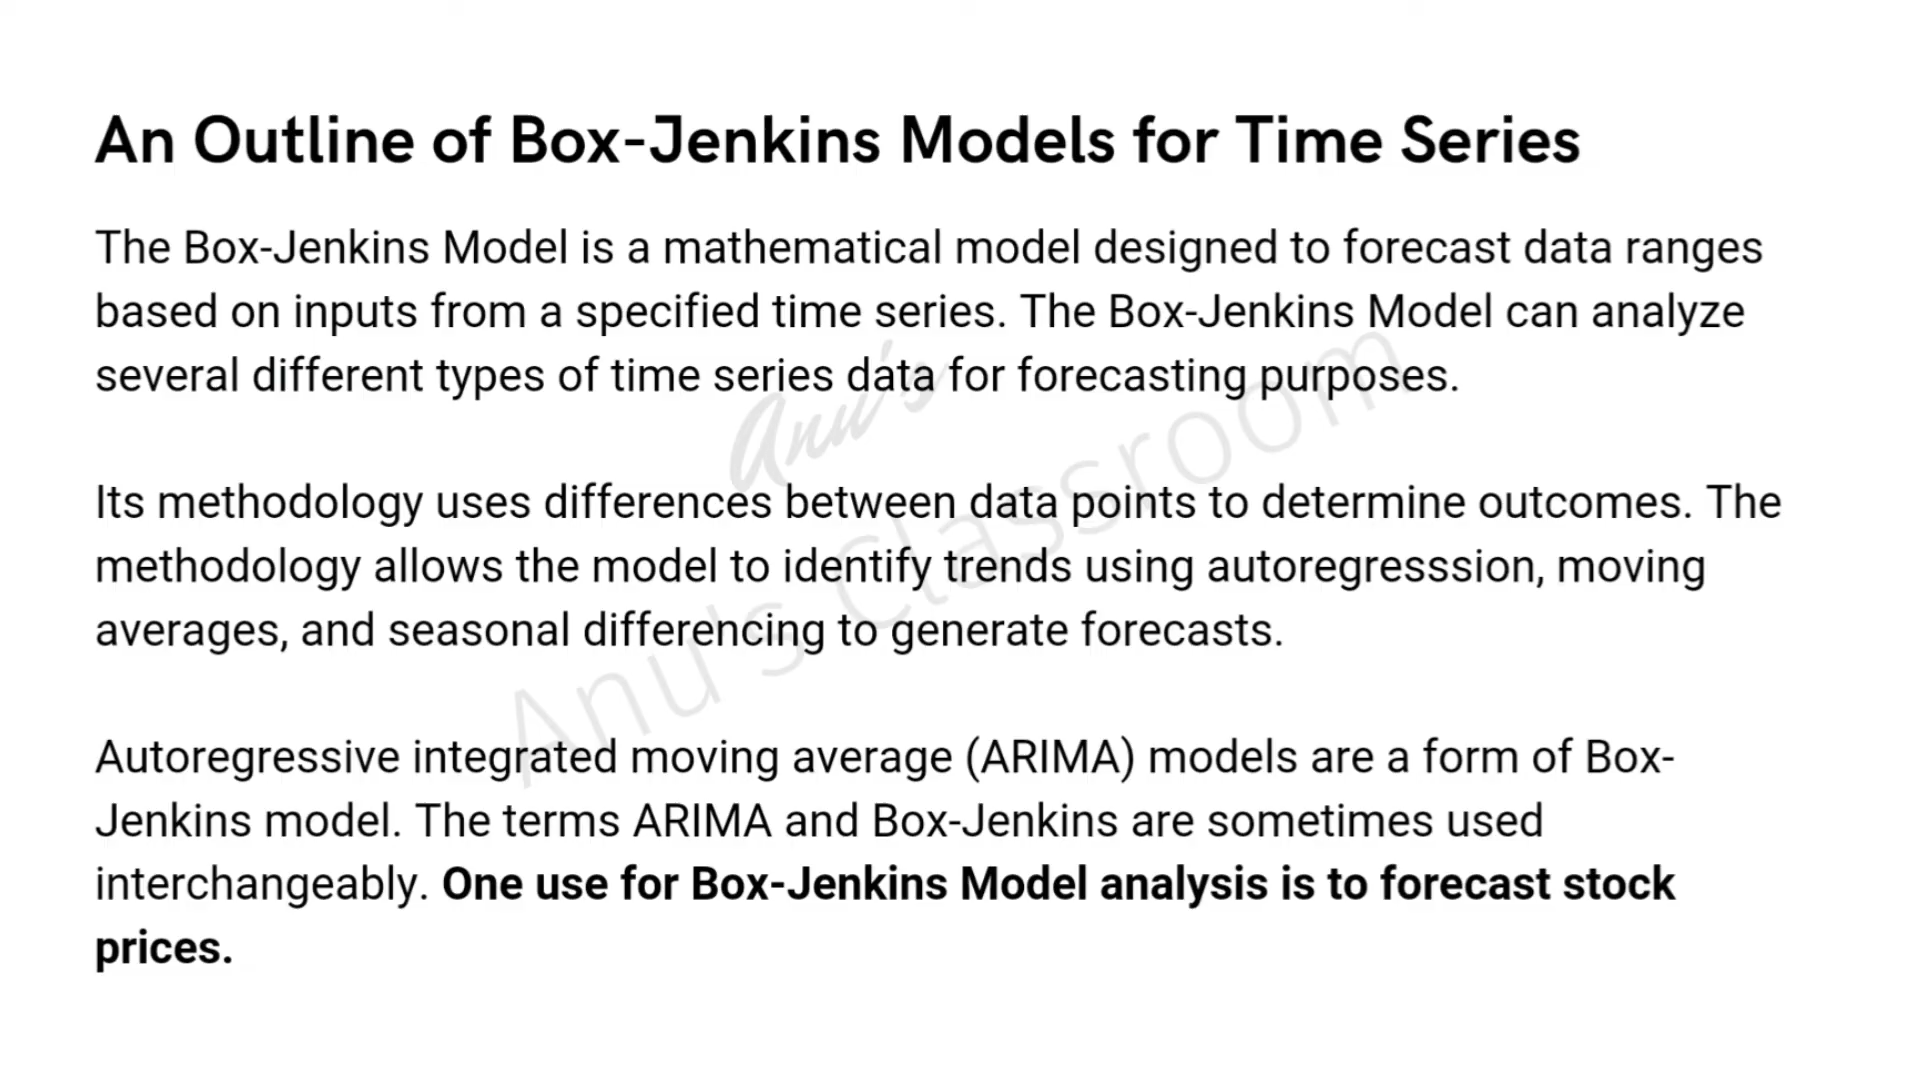 An Outline of Box-Jenkins Models for Time Series
The Box-Jenkins Model is a mathematical model designed to forecast data ranges
based on inputs from a specified time series. The Box-Jenkins Model can analyze
several different types of time series data for forecasting purposes.
Its methodology uses differences between data points to determine outcomes. The
methodology allows the model to identify trends using autoregresssion, moving
averages, and seasonal differencing to generate forecasts.
Autoregressive integrated moving average (ARIMA) models are a form of Box-
Jenkins model. The terms ARIMA and Box-Jenkins are sometimes used
interchangeably. One use for Box-Jenkins Model analysis is to forecast stock
prices.
Anu's
Anu's Classroom